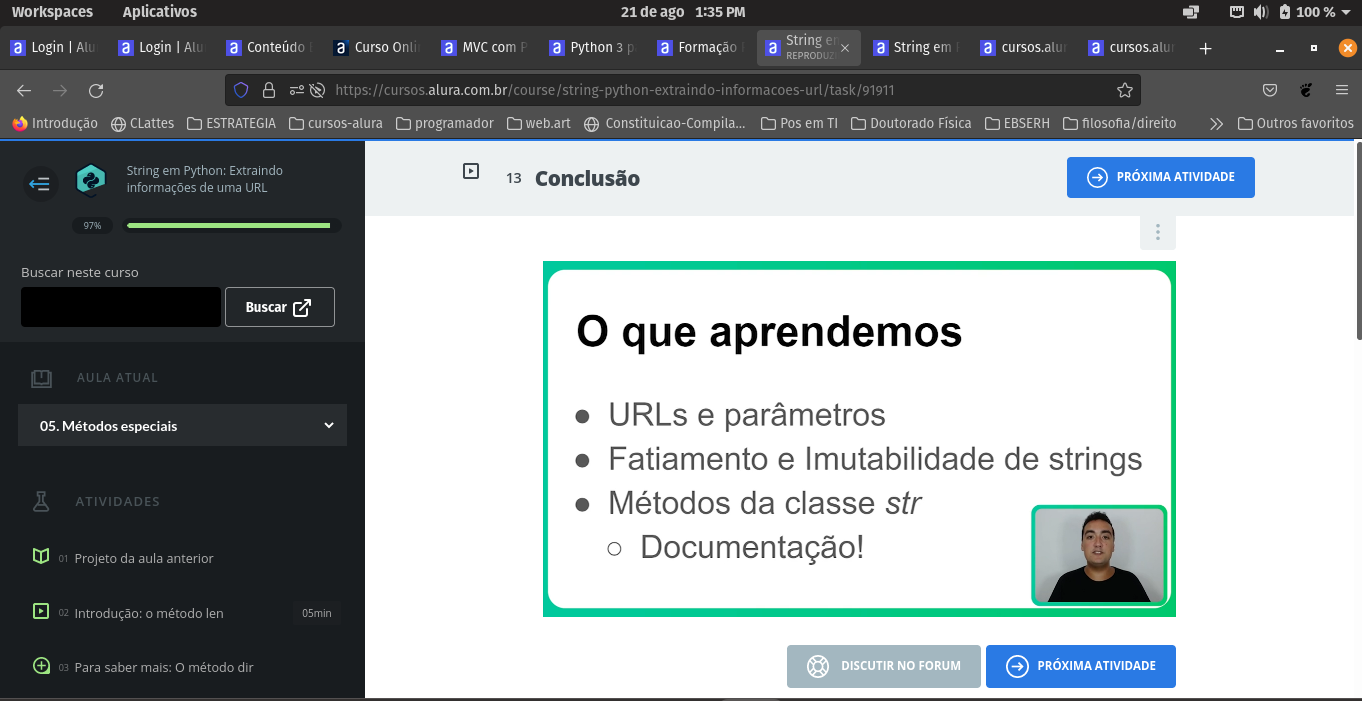 Workspaces Aplicativos 21 de ago 1:35 PM 100 %
Login | Alu Login | Alu Conteúdo Curso Onli MVC com P Python 3 p Formação String en String em cursos.alur cursos.alur
REPRODUZI
https://cursos.alura.com.br/course/string-python-extraindo-informacoes-url/task/91911
Introdução CLattes ESTRATEGIA cursos-alura programador web.art Constituicao-Compila... Pos em TI Doutorado Física EBSERH filosofia/direito Outros favoritos
String em Python: Extraindo
informações de uma URL
97%
13 Conclusão
PRÓXIMA ATIVIDADE
Buscar neste curso
Buscar
AULA ATUAL
05. Métodos especiais
ATIVIDADES
01 Projeto da aula anterior
02 Introdução: o método len 05min
03 Para saber mais: O método dir
O que aprendemos
● URLs e parâmetros
● Fatiamento e Imutabilidade de strings
● Métodos da classe str
○ Documentação!
DISCUTIR NO FORUM
PRÓXIMA ATIVIDADE